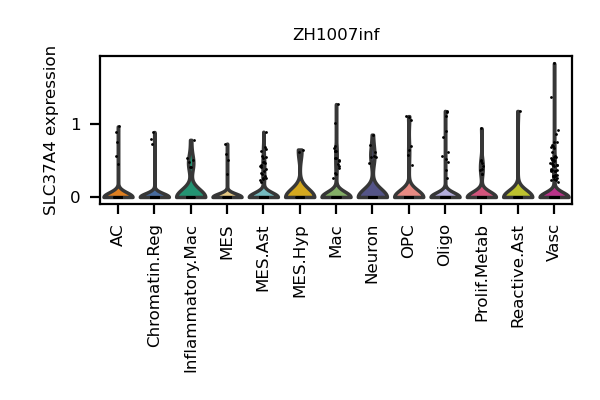 ZH1007inf
SLC37A4 expression
1
0
AC
Chromatin.Reg
Inflammatory.Mac
MES
MES.Ast
MES.Hyp
Mac
Neuron
OPC
Oligo
Prolif.Metab
Reactive.Ast
Vasc